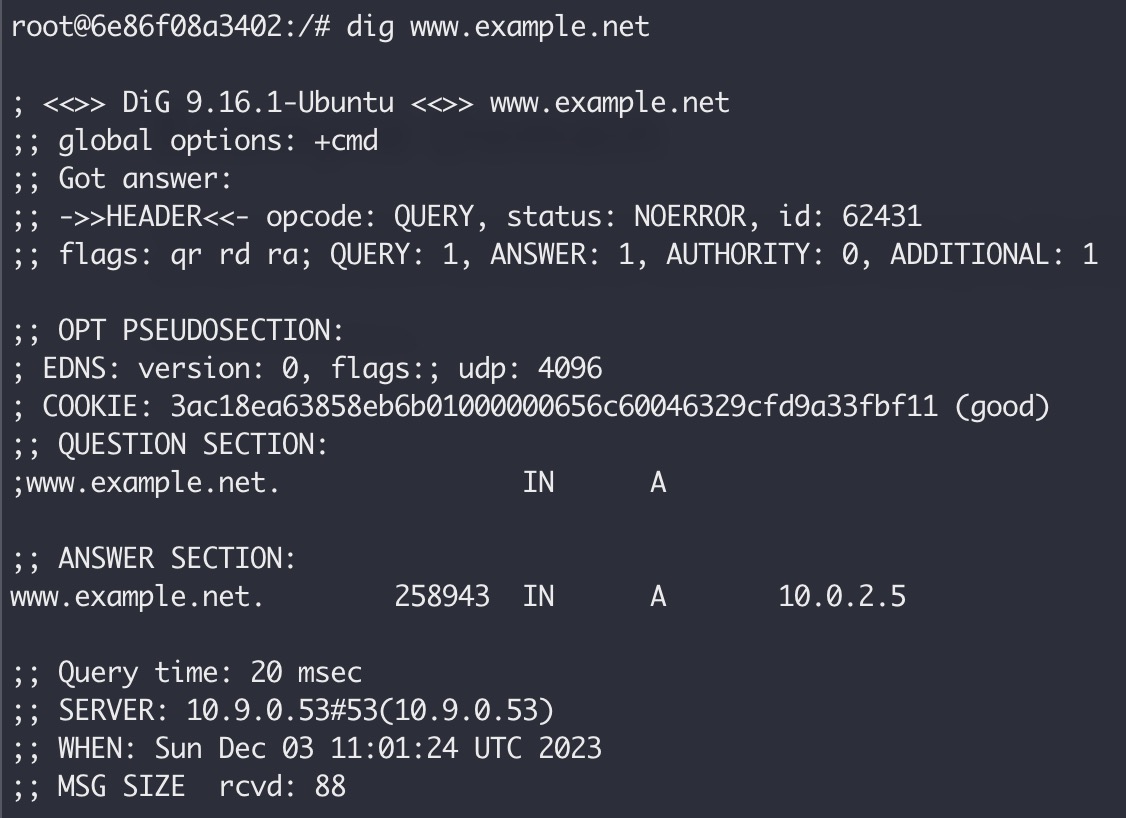 root@6e86f08a3402:/# dig www.example.net
; <<>> DiG 9.16.1-Ubuntu <<>> www.example.net
;; global options: +cmd
;; Got answer:
;; ->>HEADER<<- opcode: QUERY, status: NOERROR, id: 62431
;; flags: qr rd ra; QUERY: 1, ANSWER: 1, AUTHORITY: 0, ADDITIONAL: 1
;; OPT PSEUDOSECTION:
; EDNS: version: 0, flags:; udp: 4096
; COOKIE: 3ac18ea63858eb6b01000000656c60046329cfd9a33fbf11 (good)
;; QUESTION SECTION:
;www.example.net. IN A
;; ANSWER SECTION:
www.example.net. 258943 IN A 10.0.2.5
;; Query time: 20 msec
;; SERVER: 10.9.0.53#53(10.9.0.53)
;; WHEN: Sun Dec 03 11:01:24 UTC 2023
;; MSG SIZE rcvd: 88